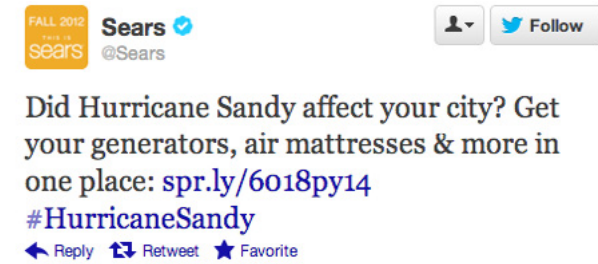 FALL 2012
THIS IS
sears
Sears
@Sears
Follow
Did Hurricane Sandy affect your city? Get
your generators, air mattresses & more in
one place: spr.ly/6018py14
#HurricaneSandy
Reply Retweet Favorite